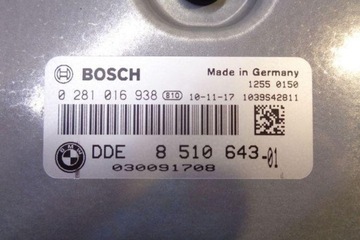 BOSCH
Made in Germany
1255 0150
0 281 016 938 810 10-11-17 1039S42811
DDE 8 510 643-01
030091708